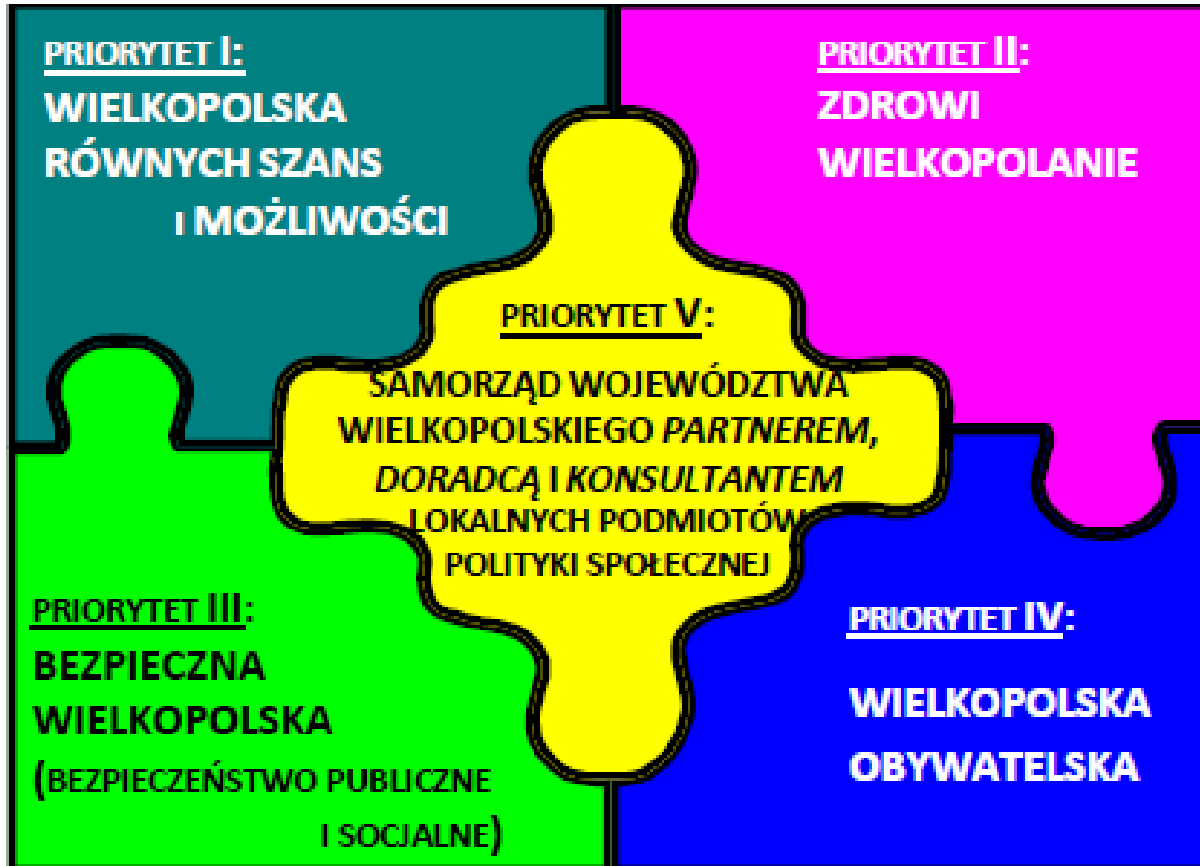 PRIORYTET I:
WIELKOPOLSKA
RÓWNYCH SZANS
I MOŻLIWOŚCI
PRIORYTET II:
ZDROWI
WIELKOPOLANIE
PRIORYTET V:
SAMORZĄD WOJEWÓDZTWA
WIELKOPOLSKIEGO PARTNEREM,
DORADCĄ I KONSULTANTEM
LOKALNYCH PODMIOTÓW
POLITYKI SPOŁECZNEJ
PRIORYTET III:
BEZPIECZNA
WIELKOPOLSKA
(BEZPIECZEŃSTWO PUBLICZNE
I SOCJALNE)
PRIORYTET IV:
WIELKOPOLSKA
OBYWATELSKA